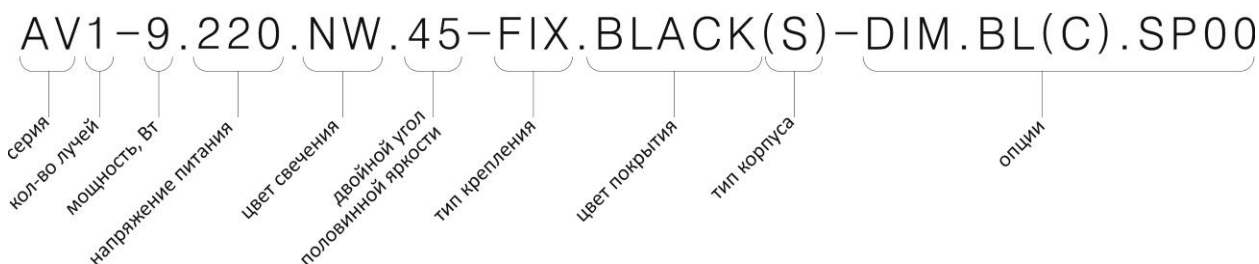 AV1-9.220.NW.45-FIX.BLACK(S)-DIM.BL(C).SP00
серия
кол-во лучей
мощность, Вт
напряжение питания
цвет свечения
двойной угол
половинной яркости
тип крепления
цвет покрытия
тип корпуса
опции